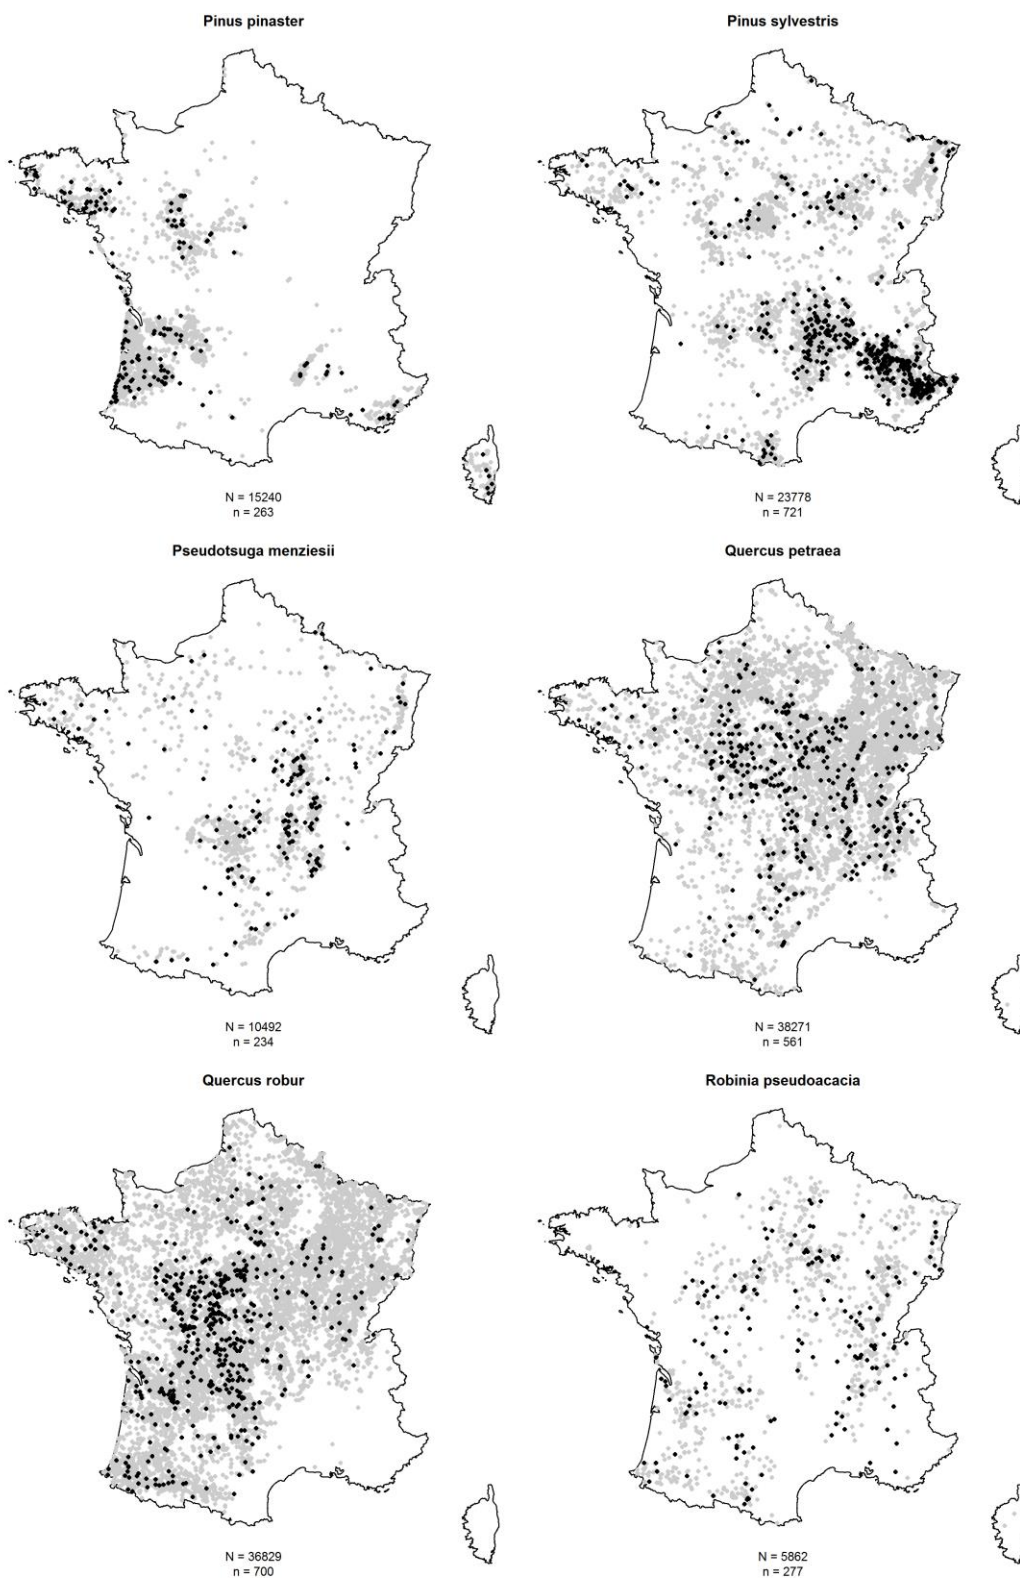 Pinus pinaster
Pinus sylvestris
N = 15240
n = 263
N = 23778
n = 721
Pseudotsuga menziesii
Quercus petraea
N = 10492
n = 234
N = 38271
n = 561
Quercus robur
Robinia pseudoacacia
N = 36829
n = 700
N = 5862
n = 277